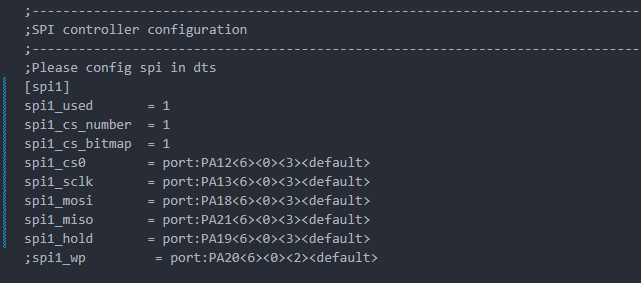 ;--------------------------------------------------------------------------------
;SPI controller configuration
;--------------------------------------------------------------------------------
;Please config spi in dts
[spi1]
spi1_used       = 1
spi1_cs_number  = 1
spi1_cs_bitmap  = 1
spi1_cs0        = port:PA12<6><0><3><default>
spi1_sclk       = port:PA13<6><0><3><default>
spi1_mosi       = port:PA18<6><0><3><default>
spi1_miso       = port:PA21<6><0><3><default>
spi1_hold       = port:PA19<6><0><3><default>
;spi1_wp         = port:PA20<6><0><2><default>